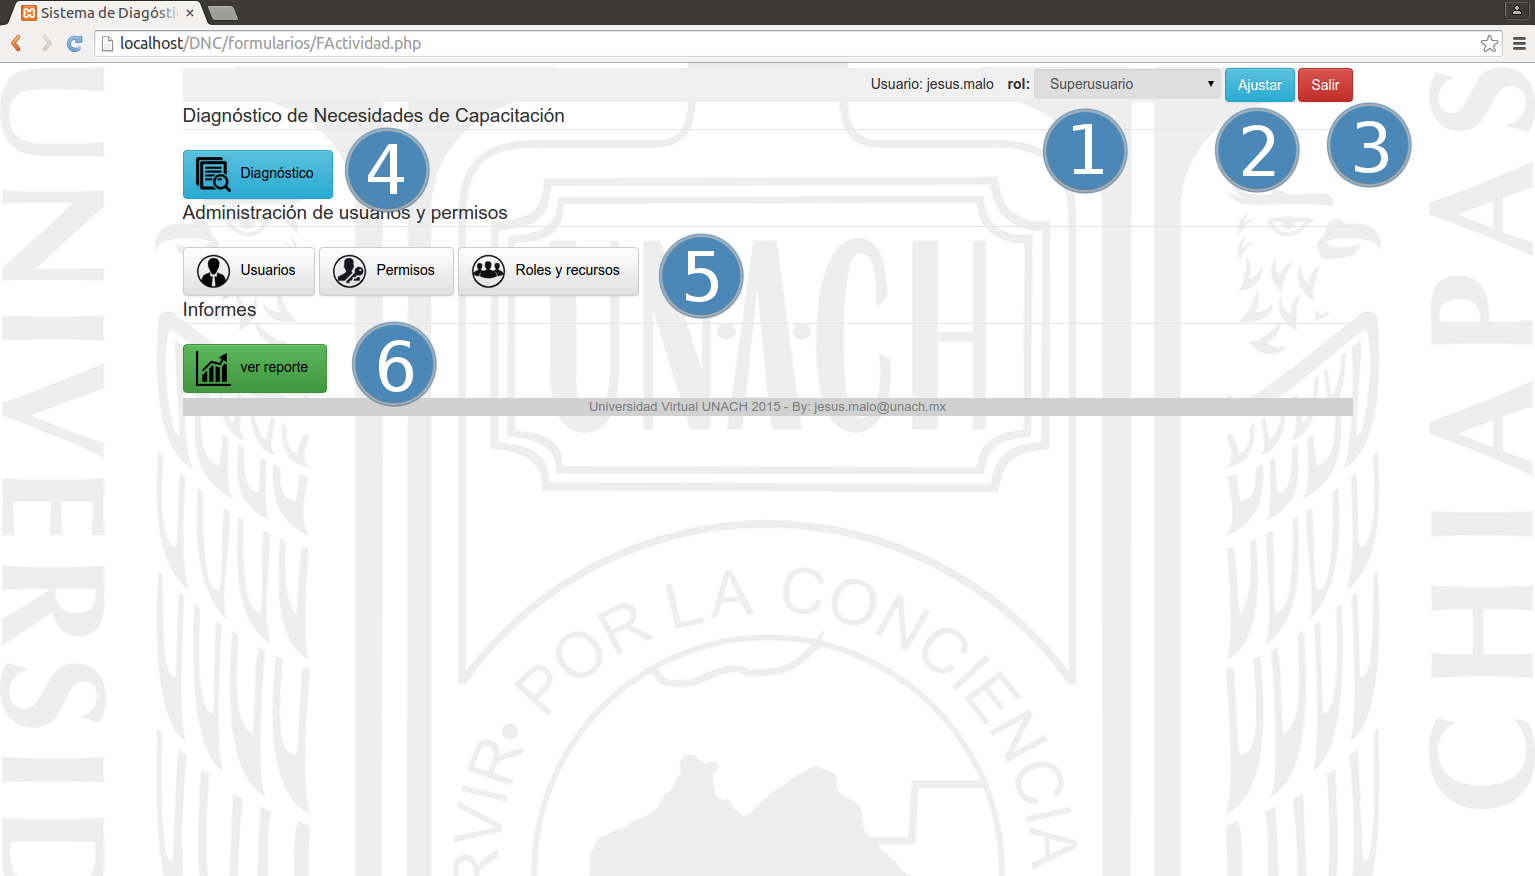 Sistema de Diagósti
localhost/DNC/formularios/FActividad.php
Usuario: jesus.malo rol: Superusuario Ajustar Salir
Diagnóstico de Necesidades de Capacitación
1 2 3
Diagnóstico 4
Administración de usuarios y permisos
Usuarios Permisos Roles y recursos 5
Informes
ver reporte 6
Universidad Virtual UNACH 2015 - By: jesus.malo@unach.mx
UNIVERSID
UNACH
CHIAPAS
RVIR • POR LA CONCIENCIA